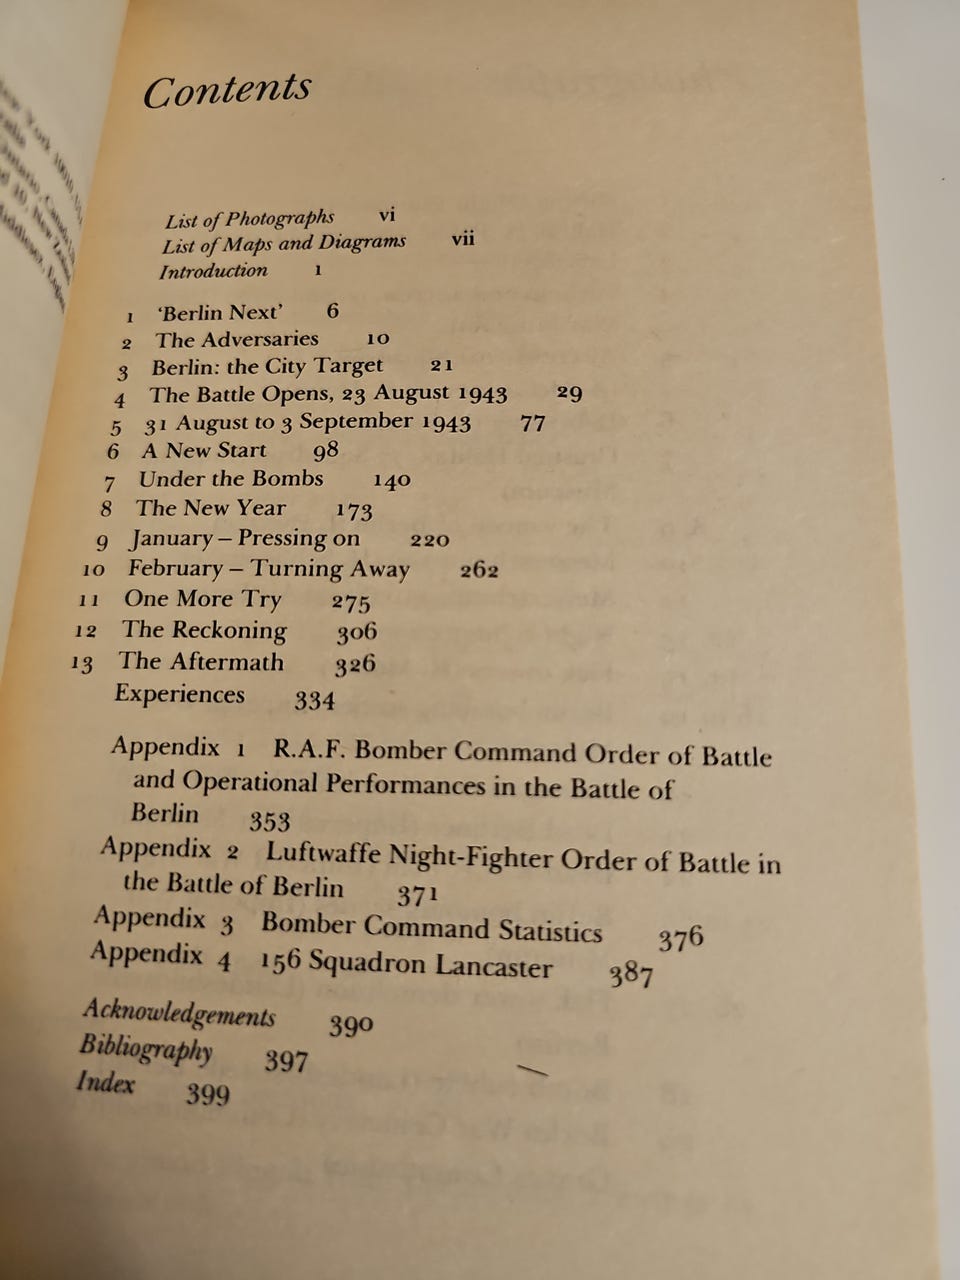 Contents
List of Photographs vi
List of Maps and Diagrams vii
Introduction 1
1 ‘Berlin Next’ 6
2 The Adversaries 10
3 Berlin: the City Target 21
4 The Battle Opens, 23 August 1943 29
5 31 August to 3 September 1943 77
6 A New Start 98
7 Under the Bombs 140
8 The New Year 173
9 January – Pressing on 220
10 February – Turning Away 262
11 One More Try 275
12 The Reckoning 306
13 The Aftermath 326
Experiences 334
Appendix 1 R.A.F. Bomber Command Order of Battle
and Operational Performances in the Battle of
Berlin 353
Appendix 2 Luftwaffe Night-Fighter Order of Battle in
the Battle of Berlin 371
Appendix 3 Bomber Command Statistics 376
Appendix 4 156 Squadron Lancaster 387
Acknowledgements 390
Bibliography 397
Index 399